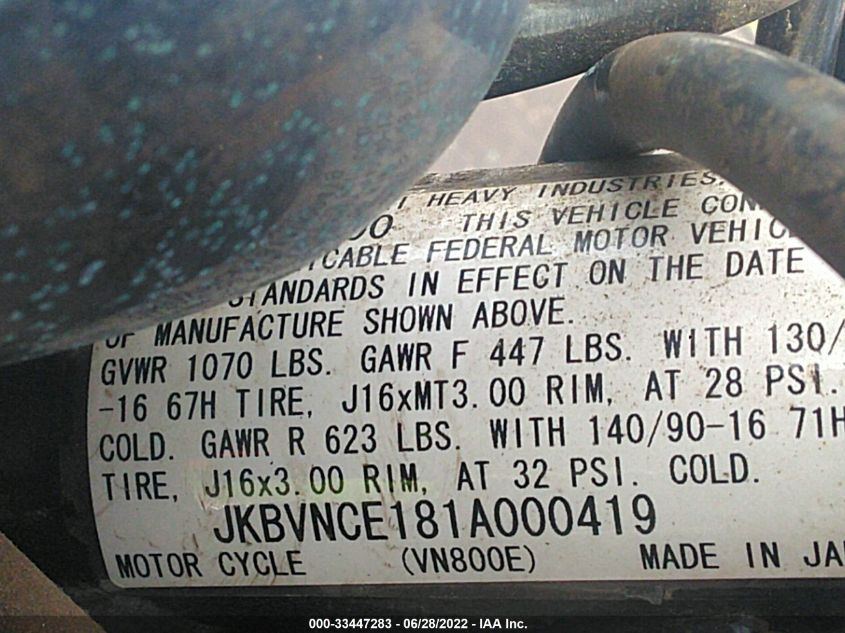 HEAVY INDUSTRIES.
00 THIS VEHICLE CON
ICABLE FEDERAL MOTOR VEHIC
STANDARDS IN EFFECT ON THE DATE
OF MANUFACTURE SHOWN ABOVE.
GVWR 1070 LBS. GAWR F 447 LBS. WITH 130/
-16 67H TIRE, J16xMT3.00 RIM, AT 28 PSI.
COLD. GAWR R 623 LBS. WITH 140/90-16 71H
TIRE, J16x3.00 RIM, AT 32 PSI. COLD.
JKBVNCE181A000419
MOTOR CYCLE (VN800E) MADE IN JA
000-33447283 - 06/28/2022 - IAA Inc.